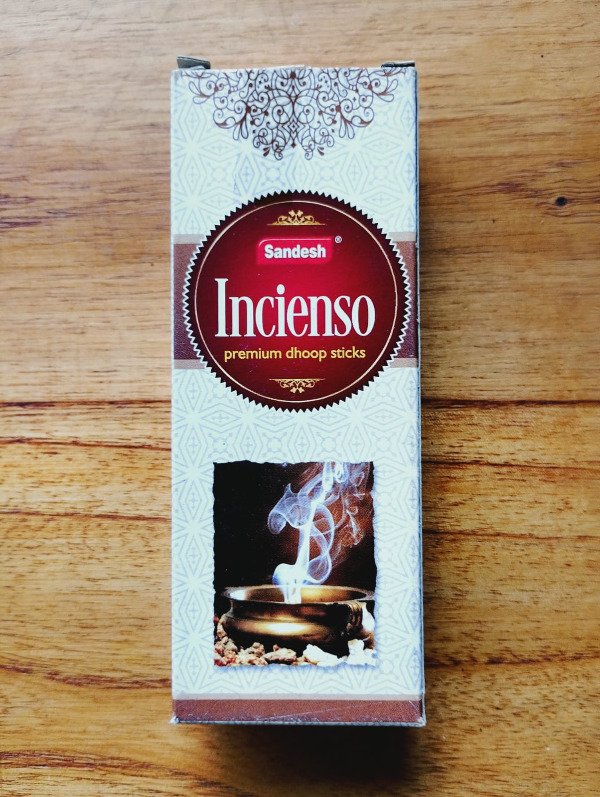 Sandesh®
Incienso
premium dhoop sticks